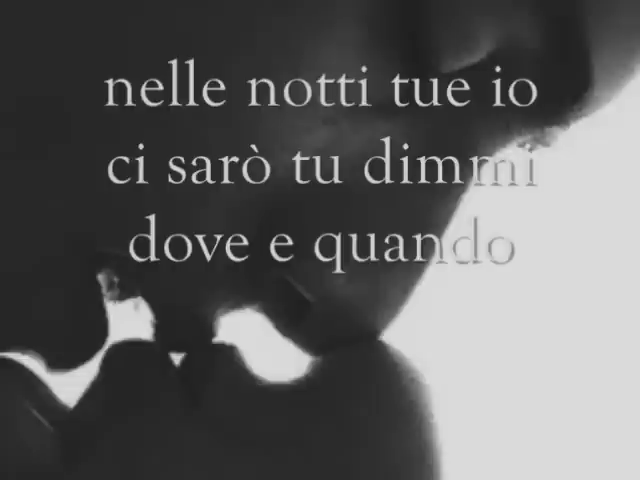 nelle notti tue io
ci sarò tu dimmi
dove e quando